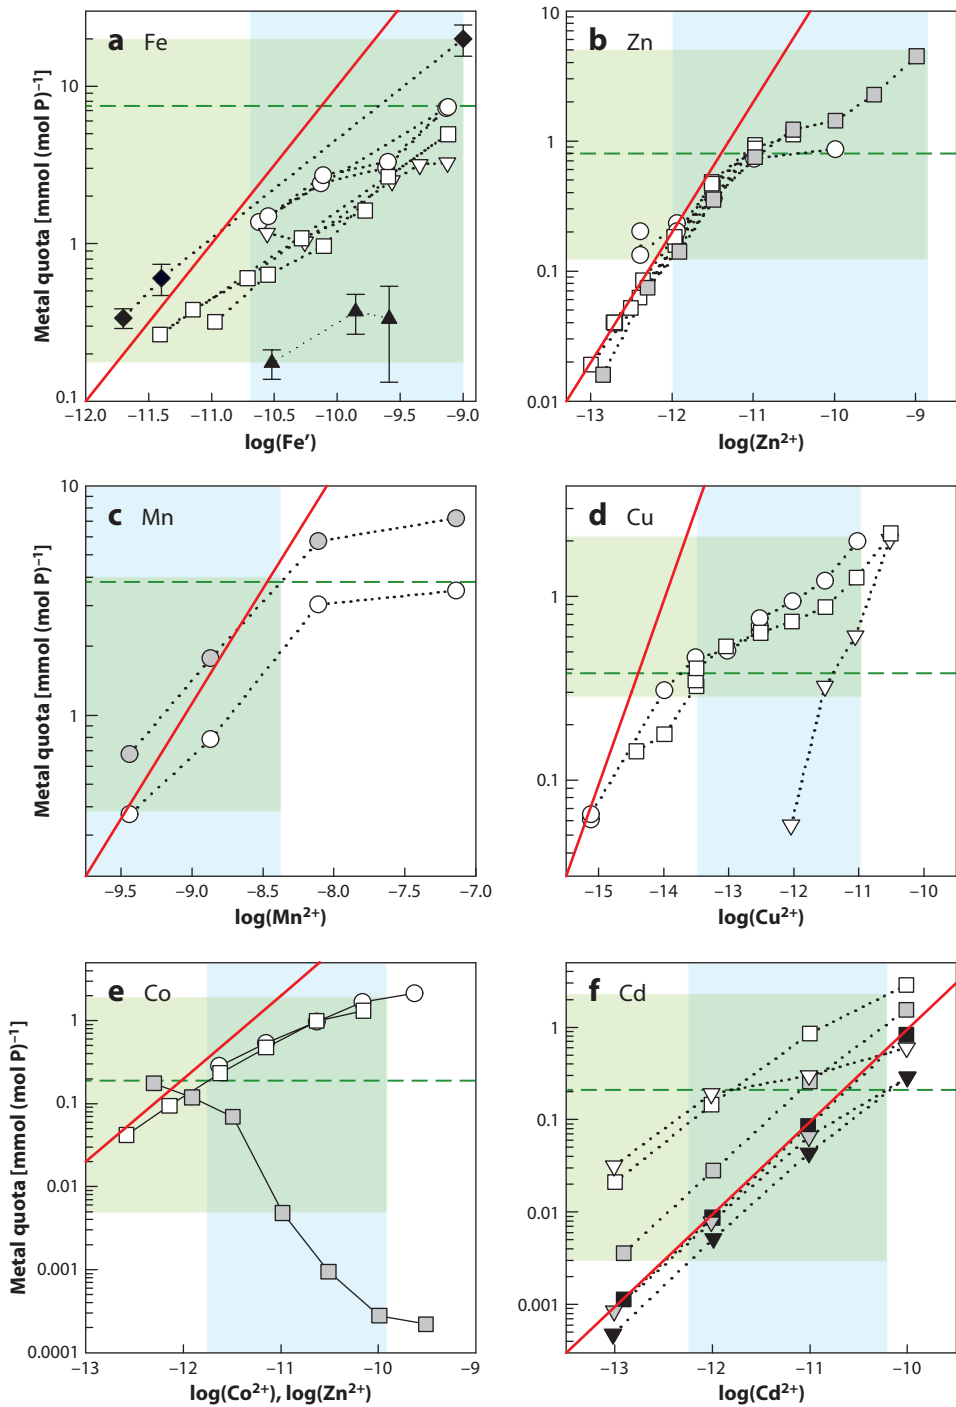 a Fe
Metal quota [mmol (mol P)⁻¹]
10
1
0.1
−12.0 −11.5 −11.0 −10.5 −10.0 −9.5 −9.0
log(Fe′)
b Zn
10
1
0.1
0.01
−13 −12 −11 −10 −9
log(Zn²⁺)
c Mn
Metal quota [mmol (mol P)⁻¹]
10
1
−9.5 −9.0 −8.5 −8.0 −7.5 −7.0
log(Mn²⁺)
d Cu
1
0.1
−15 −14 −13 −12 −11 −10
log(Cu²⁺)
e Co
Metal quota [mmol (mol P)⁻¹]
1
0.1
0.01
0.001
0.0001
−13 −12 −11 −10 −9
log(Co²⁺), log(Zn²⁺)
f Cd
1
0.1
0.01
0.001
−13 −12 −11 −10
log(Cd²⁺)